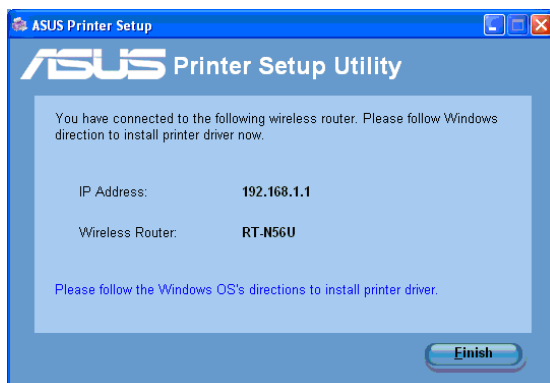 ASUS Printer Setup
ASUS Printer Setup Utility
You have connected to the following wireless router. Please follow Windows
direction to install printer driver now.
IP Address: 192.168.1.1
Wireless Router: RT-N56U
Please follow the Windows OS's directions to install printer driver.
Finish